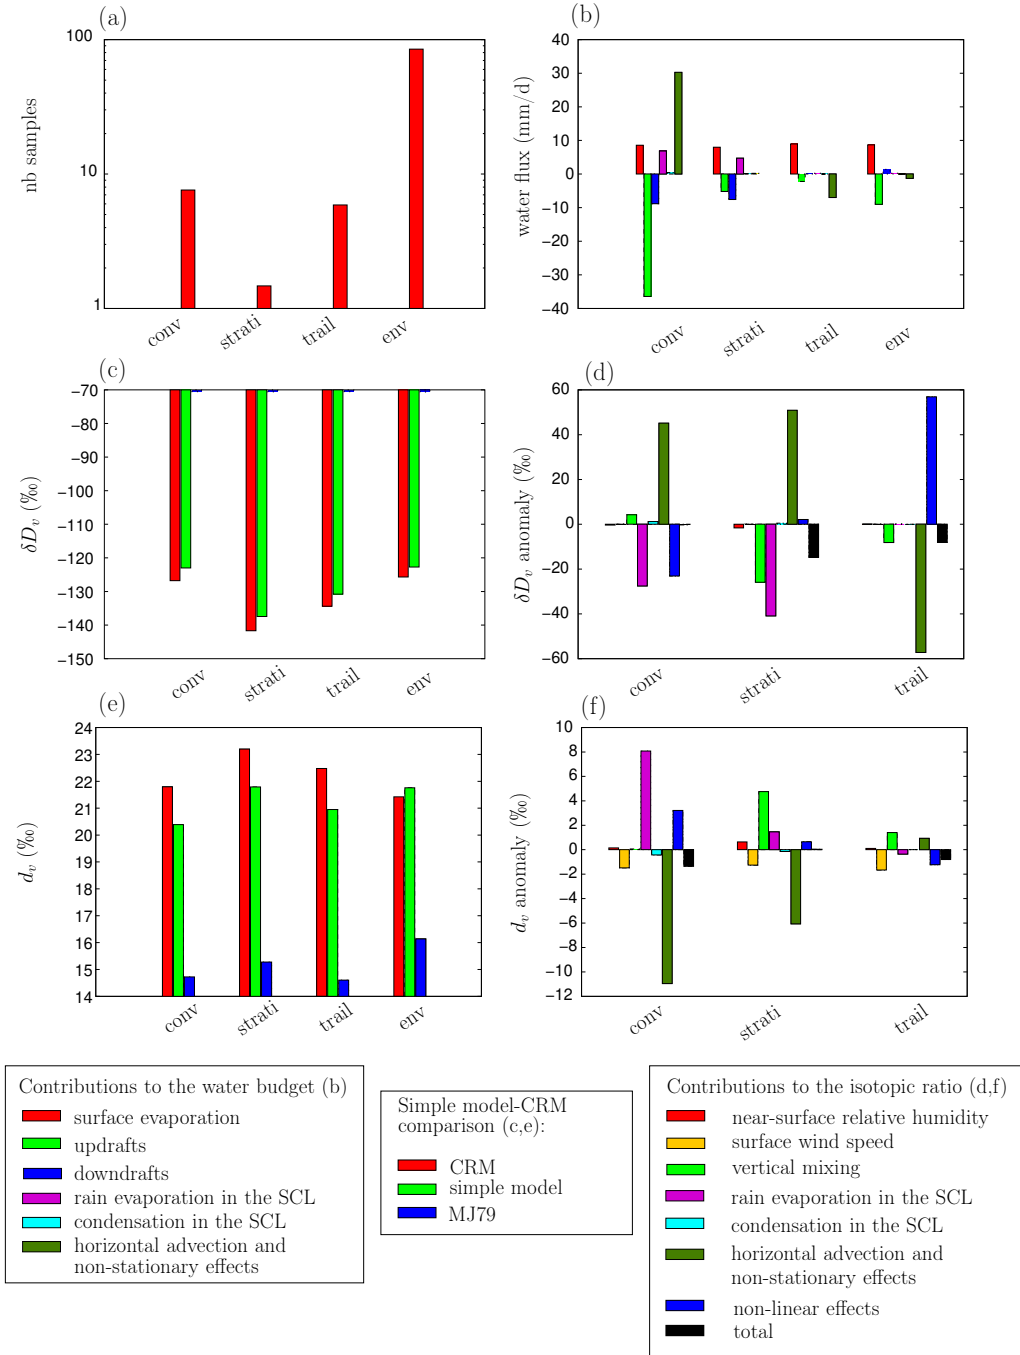 (a)
nb samples
100
10
1
conv
strati
trail
env
(b)
water flux (mm/d)
40
30
20
10
0
−10
−20
−30
−40
conv
strati
trail
env
(c)
δDv (‰)
−70
−80
−90
−100
−110
−120
−130
−140
−150
conv
strati
trail
env
(d)
δDv anomaly (‰)
60
40
20
0
−20
−40
−60
conv
strati
trail
(e)
dv (‰)
24
23
22
21
20
19
18
17
16
15
14
conv
strati
trail
env
(f)
dv anomaly (‰)
10
8
6
4
2
0
−2
−4
−6
−8
−10
−12
conv
strati
trail
Contributions to the water budget (b)
surface evaporation
updrafts
downdrafts
rain evaporation in the SCL
condensation in the SCL
horizontal advection and
non-stationary effects
Simple model-CRM
comparison (c,e):
CRM
simple model
MJ79
Contributions to the isotopic ratio (d,f)
near-surface relative humidity
surface wind speed
vertical mixing
rain evaporation in the SCL
condensation in the SCL
horizontal advection and
non-stationary effects
non-linear effects
total